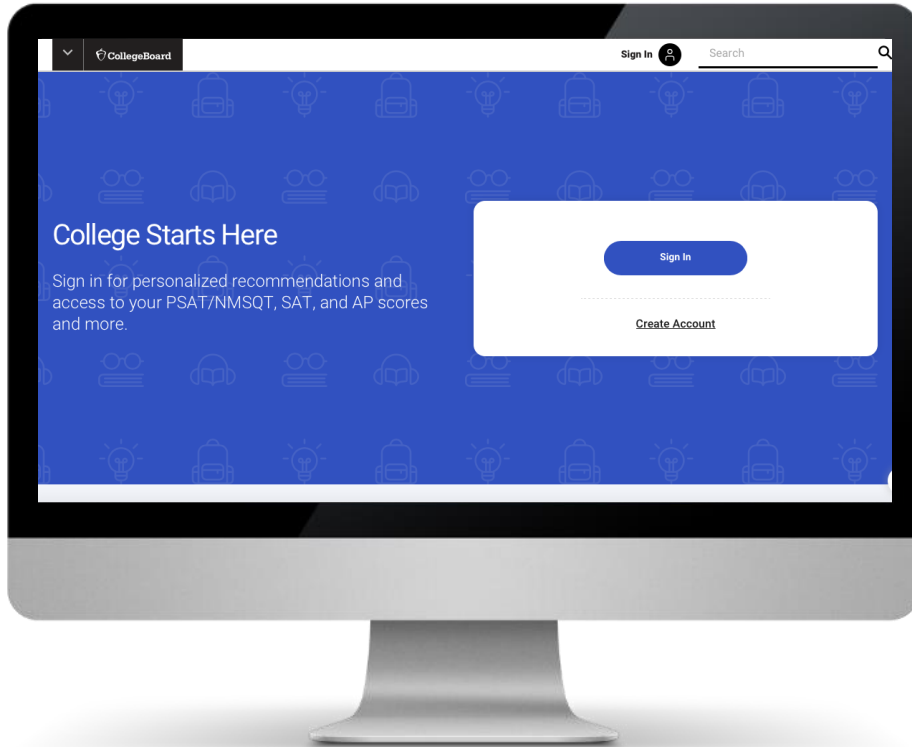 CollegeBoard
Sign In
Search
College Starts Here
Sign in for personalized recommendations and
access to your PSAT/NMSQT, SAT, and AP scores
and more.
Sign In
Create Account